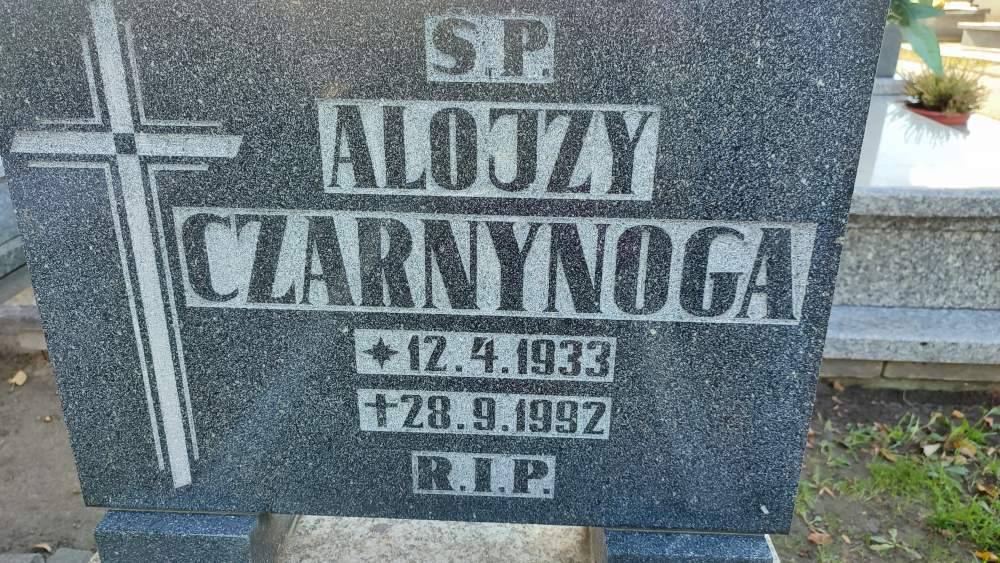 S.P.
ALOJZY
CZARNYNOGA
✶12.4.1933
✝28.9.1992
R.I.P.